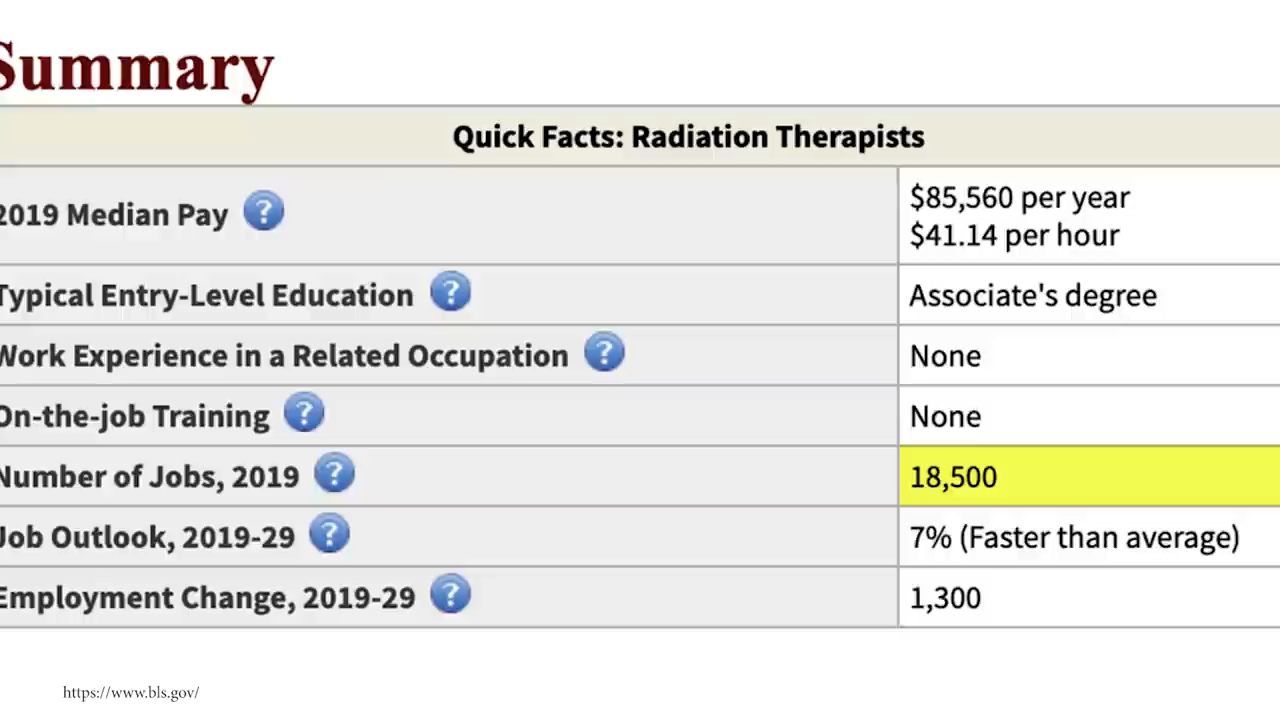 Summary
Quick Facts: Radiation Therapists
2019 Median Pay ?
$85,560 per year
$41.14 per hour
Typical Entry-Level Education ?
Associate's degree
Work Experience in a Related Occupation ?
None
On-the-job Training ?
None
Number of Jobs, 2019 ?
18,500
Job Outlook, 2019-29 ?
7% (Faster than average)
Employment Change, 2019-29 ?
1,300
https://www.bls.gov/